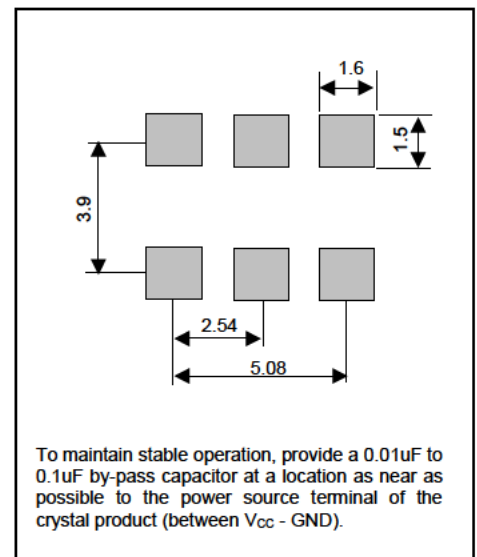 1.6
1.5
3.9
2.54
5.08
To maintain stable operation, provide a 0.01uF to
0.1uF by-pass capacitor at a location as near as
possible to the power source terminal of the
crystal product (between Vcc - GND).